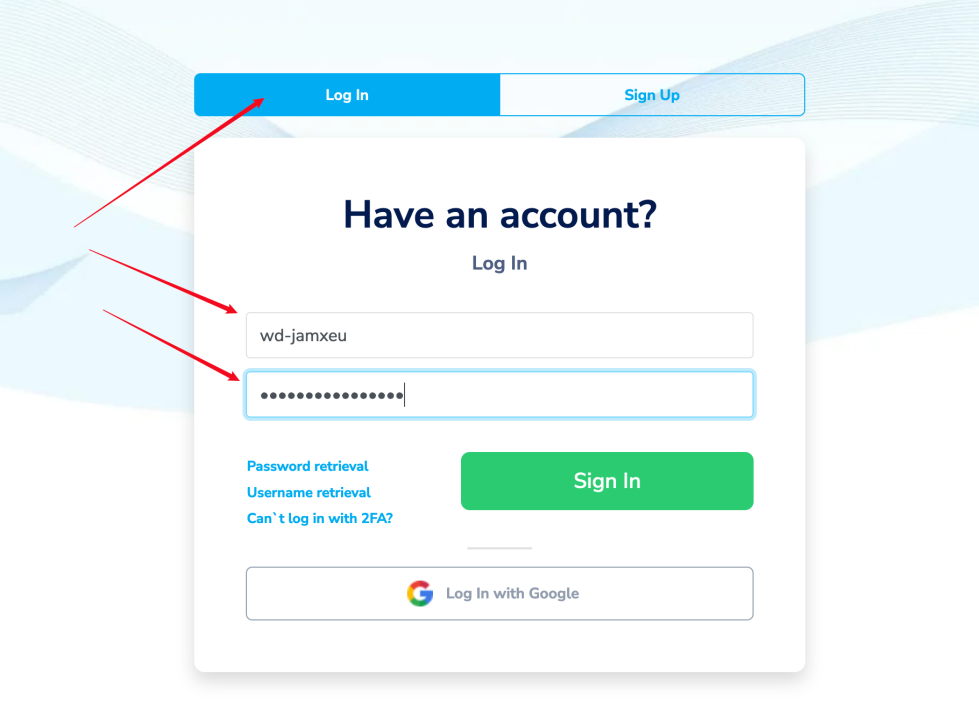 Log In
Sign Up
Have an account?
Log In
wd-jamxeu
••••••••••••••••
Password retrieval
Sign In
Username retrieval
Can`t log in with 2FA?
Log In with Google